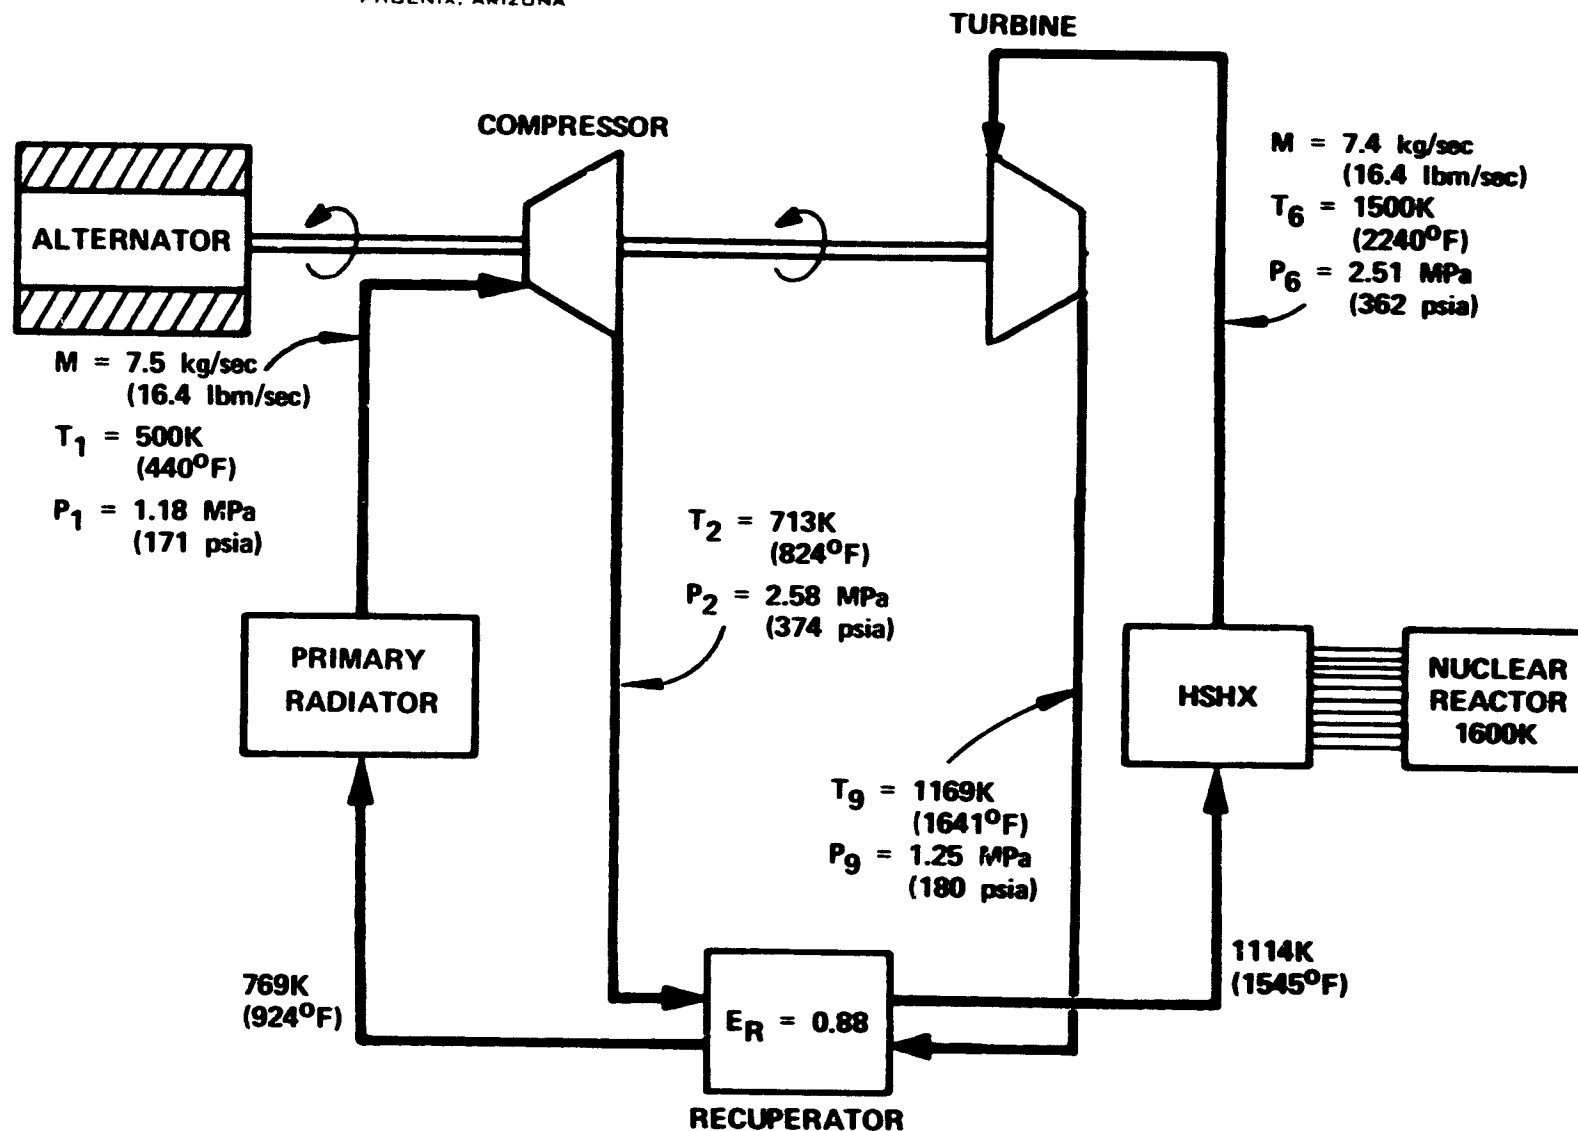 PHOENIX, ARIZONA
TURBINE
COMPRESSOR
ALTERNATOR
M = 7.4 kg/sec
(16.4 lbm/sec)
T6 = 1500K
(2240°F)
P6 = 2.51 MPa
(362 psia)
M = 7.5 kg/sec
(16.4 lbm/sec)
T1 = 500K
(440°F)
P1 = 1.18 MPa
(171 psia)
T2 = 713K
(824°F)
P2 = 2.58 MPa
(374 psia)
PRIMARY
RADIATOR
HSHX
NUCLEAR
REACTOR
1600K
T9 = 1169K
(1641°F)
P9 = 1.25 MPa
(180 psia)
769K
(924°F)
ER = 0.88
1114K
(1545°F)
RECUPERATOR